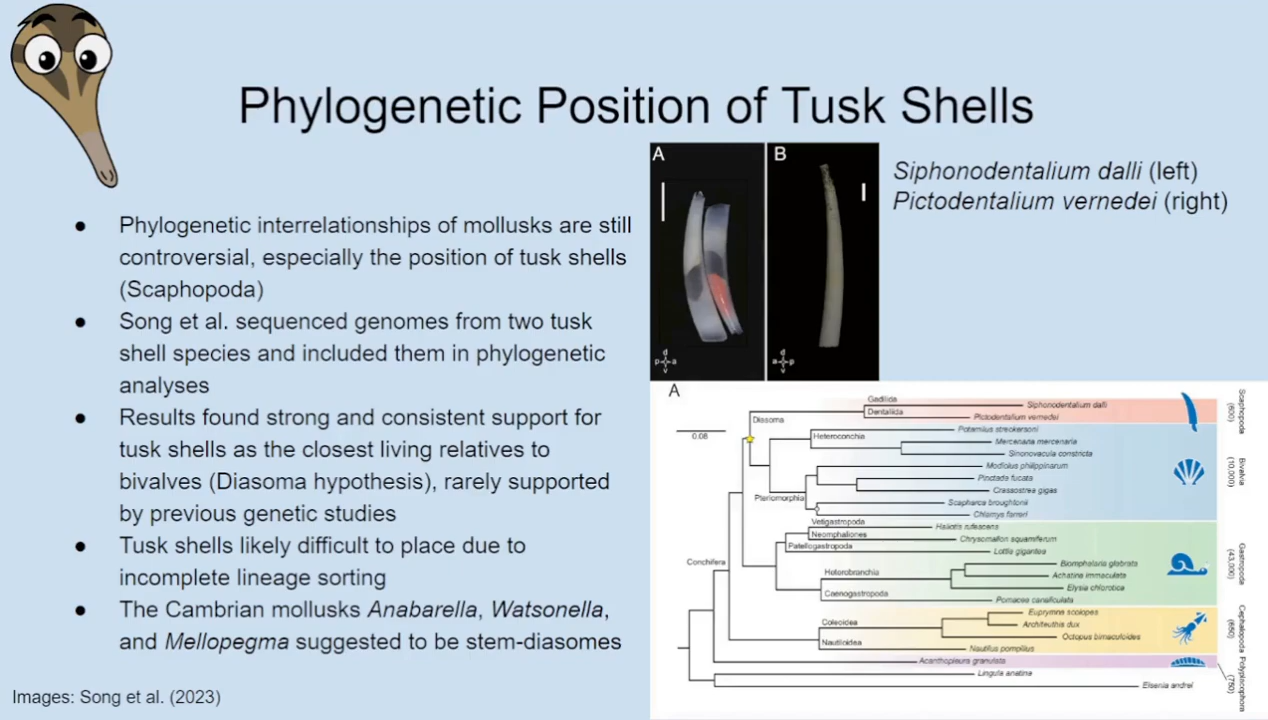 Phylogenetic Position of Tusk Shells
A
B
Siphonodentalium dalli (left)
Pictodentalium vernedei (right)
● Phylogenetic interrelationships of mollusks are still
controversial, especially the position of tusk shells
(Scaphopoda)
● Song et al. sequenced genomes from two tusk
shell species and included them in phylogenetic
analyses
● Results found strong and consistent support for
tusk shells as the closest living relatives to
bivalves (Diasoma hypothesis), rarely supported
by previous genetic studies
● Tusk shells likely difficult to place due to
incomplete lineage sorting
● The Cambrian mollusks Anabarella, Watsonella,
and Mellopegma suggested to be stem-diasomes
Images: Song et al. (2023)
d
p a
v
d
a p
v
A
0.08
Conchifera
Diasoma
Gadilida
Dentaliida
Heteroconchia
Pteriomorphia
Vetigastropoda
Neomphaliones
Patellogastropoda
Heterobranchia
Caenogastropoda
Coleoidea
Nautiloidea
Siphonodentalium dalli
Pictodentalium vernedei
Potamilus streckersoni
Mercenaria mercenaria
Sinonovacula constricta
Modiolus philippinarum
Pinctada fucata
Crassostrea gigas
Scapharca broughtonii
Chlamys farreri
Haliotis rufescens
Chrysomallon squamiferum
Lottia gigantea
Biomphalaria glabrata
Achatina immaculata
Elysia chlorotica
Pomacea canaliculata
Euprymna scolopes
Architeuthis dux
Octopus bimaculoides
Nautilus pompilius
Acanthopleura granulata
Lingula anatina
Eisenia andrei
Scaphopoda
(600)
Bivalvia
(10,000)
Gastropoda
(43,000)
Cephalopoda
(650)
Polyplacophora
(750)